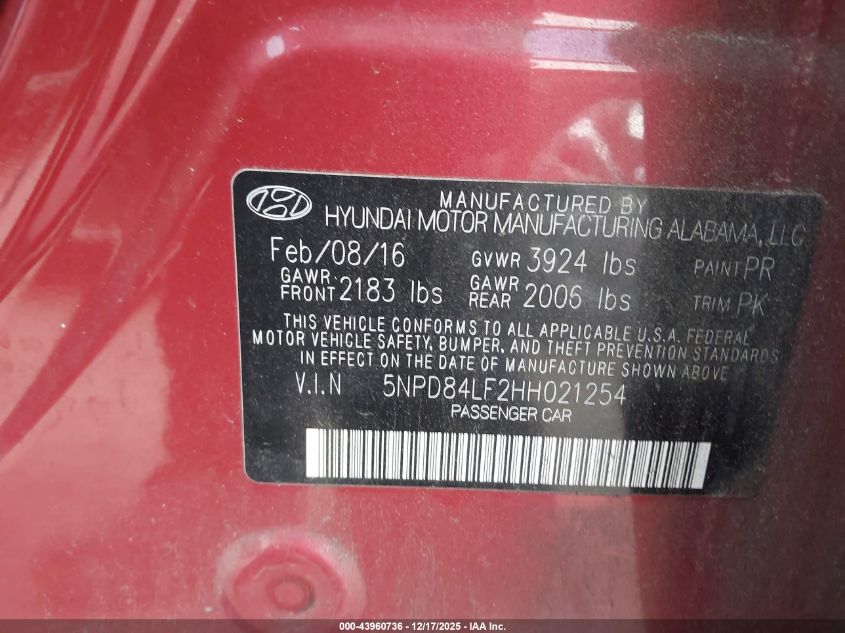 MANUFACTURED BY
HYUNDAI MOTOR MANUFACTURING ALABAMA, LLC
Feb/08/16 GVWR 3924 lbs PAINT PR
GAWR FRONT 2183 lbs GAWR REAR 2006 lbs TRIM PK
THIS VEHICLE CONFORMS TO ALL APPLICABLE U.S.A. FEDERAL
MOTOR VEHICLE SAFETY, BUMPER, AND THEFT PREVENTION STANDARDS
IN EFFECT ON THE DATE OF MANUFACTURE SHOWN ABOVE
V.I.N 5NPD84LF2HH021254
PASSENGER CAR
000-43960736 - 12/17/2025 - IAA Inc.